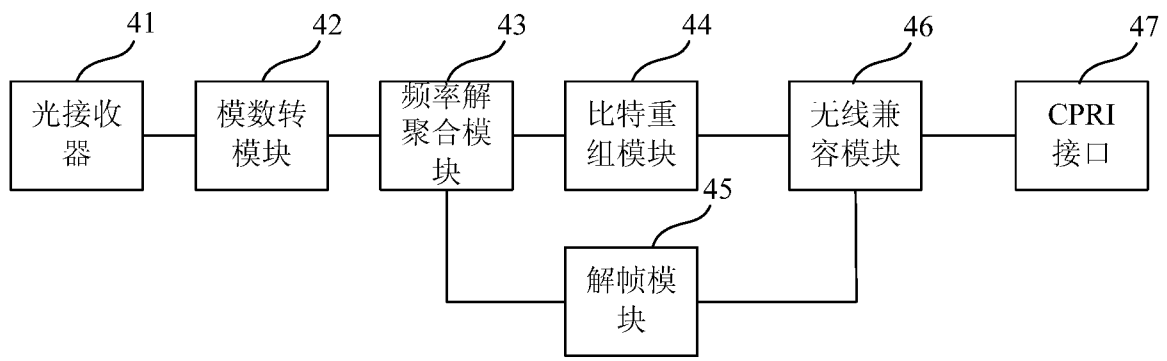 41
42
43
44
46
47
光接收
器
模数转
模块
频率解
聚合模
块
比特重
组模块
无线兼
容模块
CPRI
接口
45
解帧模
块